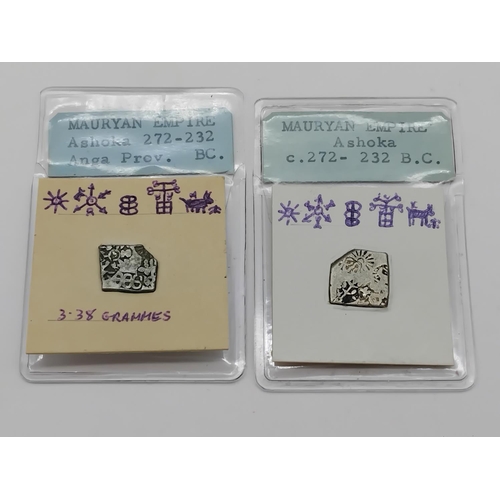 MAURYAN EMPIRE
Ashoka 272-232
Anga Prov. BC.
3.38 GRAMMES
MAURYAN EMPIRE
Ashoka
c.272- 232 B.C.